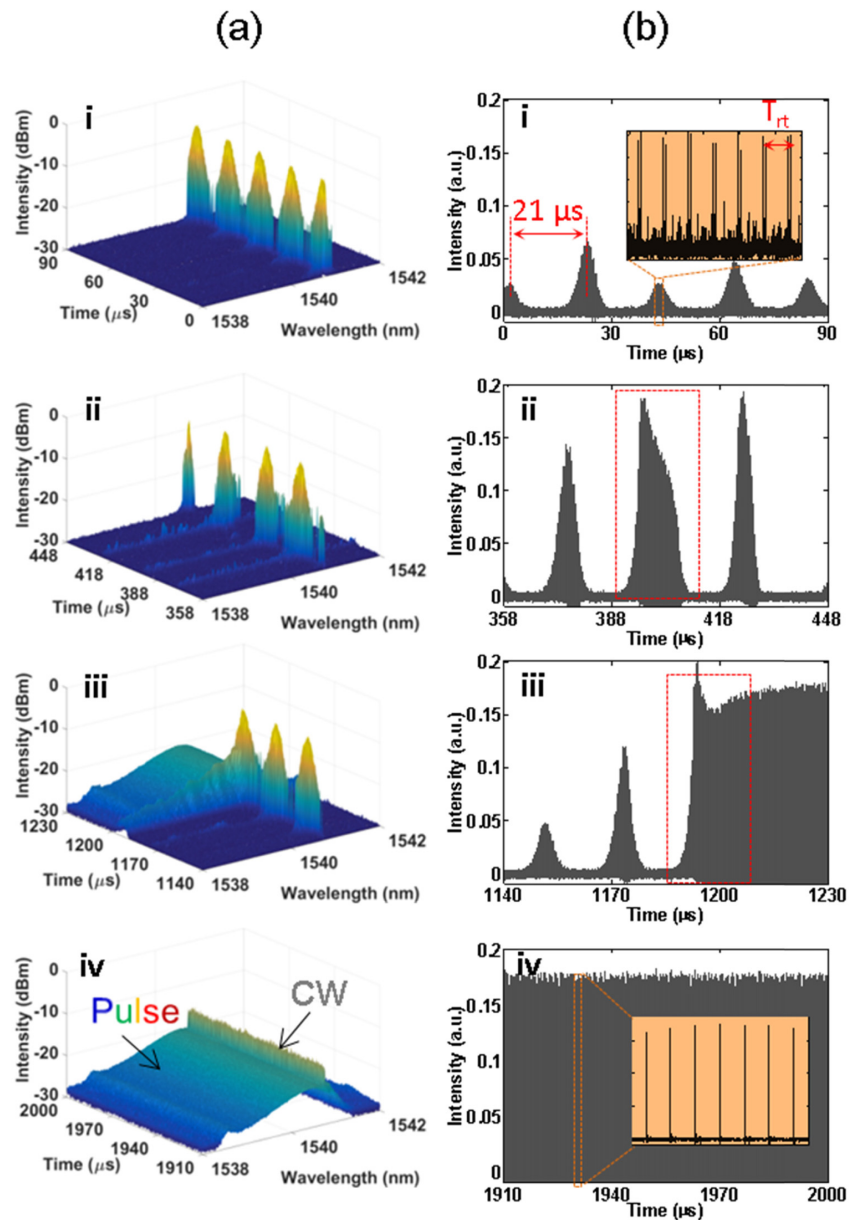 (a)
(b)
i
Intensity (dBm)
0
-10
-20
-30
90
60
30
0
Time (μs)
1538
1540
1542
Wavelength (nm)
i
Intensity (a.u.)
0.2
0.15
0.1
0.05
0
21 μs
T_rt
0
30
60
90
Time (μs)
ii
Intensity (dBm)
0
-10
-20
-30
448
418
388
358
Time (μs)
1538
1540
1542
Wavelength (nm)
ii
Intensity (a.u.)
0.2
0.15
0.1
0.05
0
358
388
418
448
Time (μs)
iii
Intensity (dBm)
0
-10
-20
-30
1230
1200
1170
1140
Time (μs)
1538
1540
1542
Wavelength (nm)
iii
Intensity (a.u.)
0.2
0.15
0.1
0.05
0
1140
1170
1200
1230
Time (μs)
iv
Intensity (dBm)
0
-10
-20
-30
Pulse
CW
2000
1970
1940
1910
Time (μs)
1538
1540
1542
Wavelength (nm)
iv
Intensity (a.u.)
0.2
0.15
0.1
0.05
0
1910
1940
1970
2000
Time (μs)